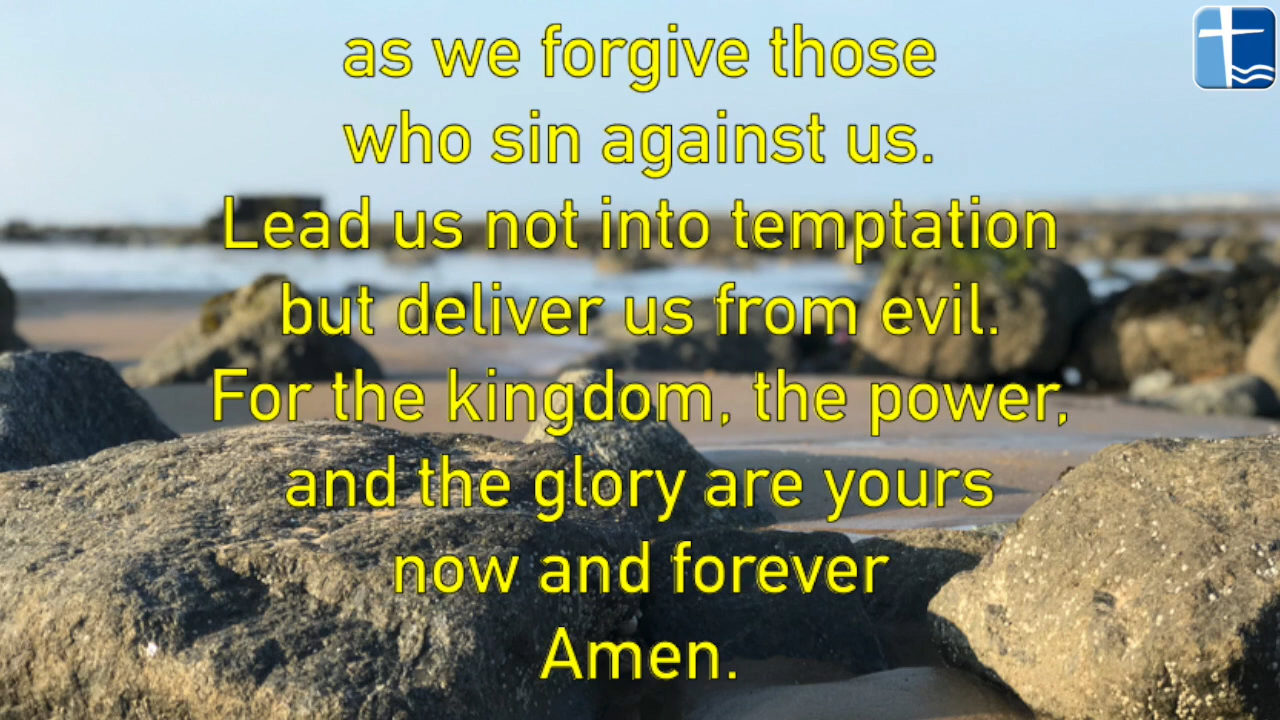 as we forgive those
who sin against us.
Lead us not into temptation
but deliver us from evil.
For the kingdom, the power,
and the glory are yours
now and forever
Amen.